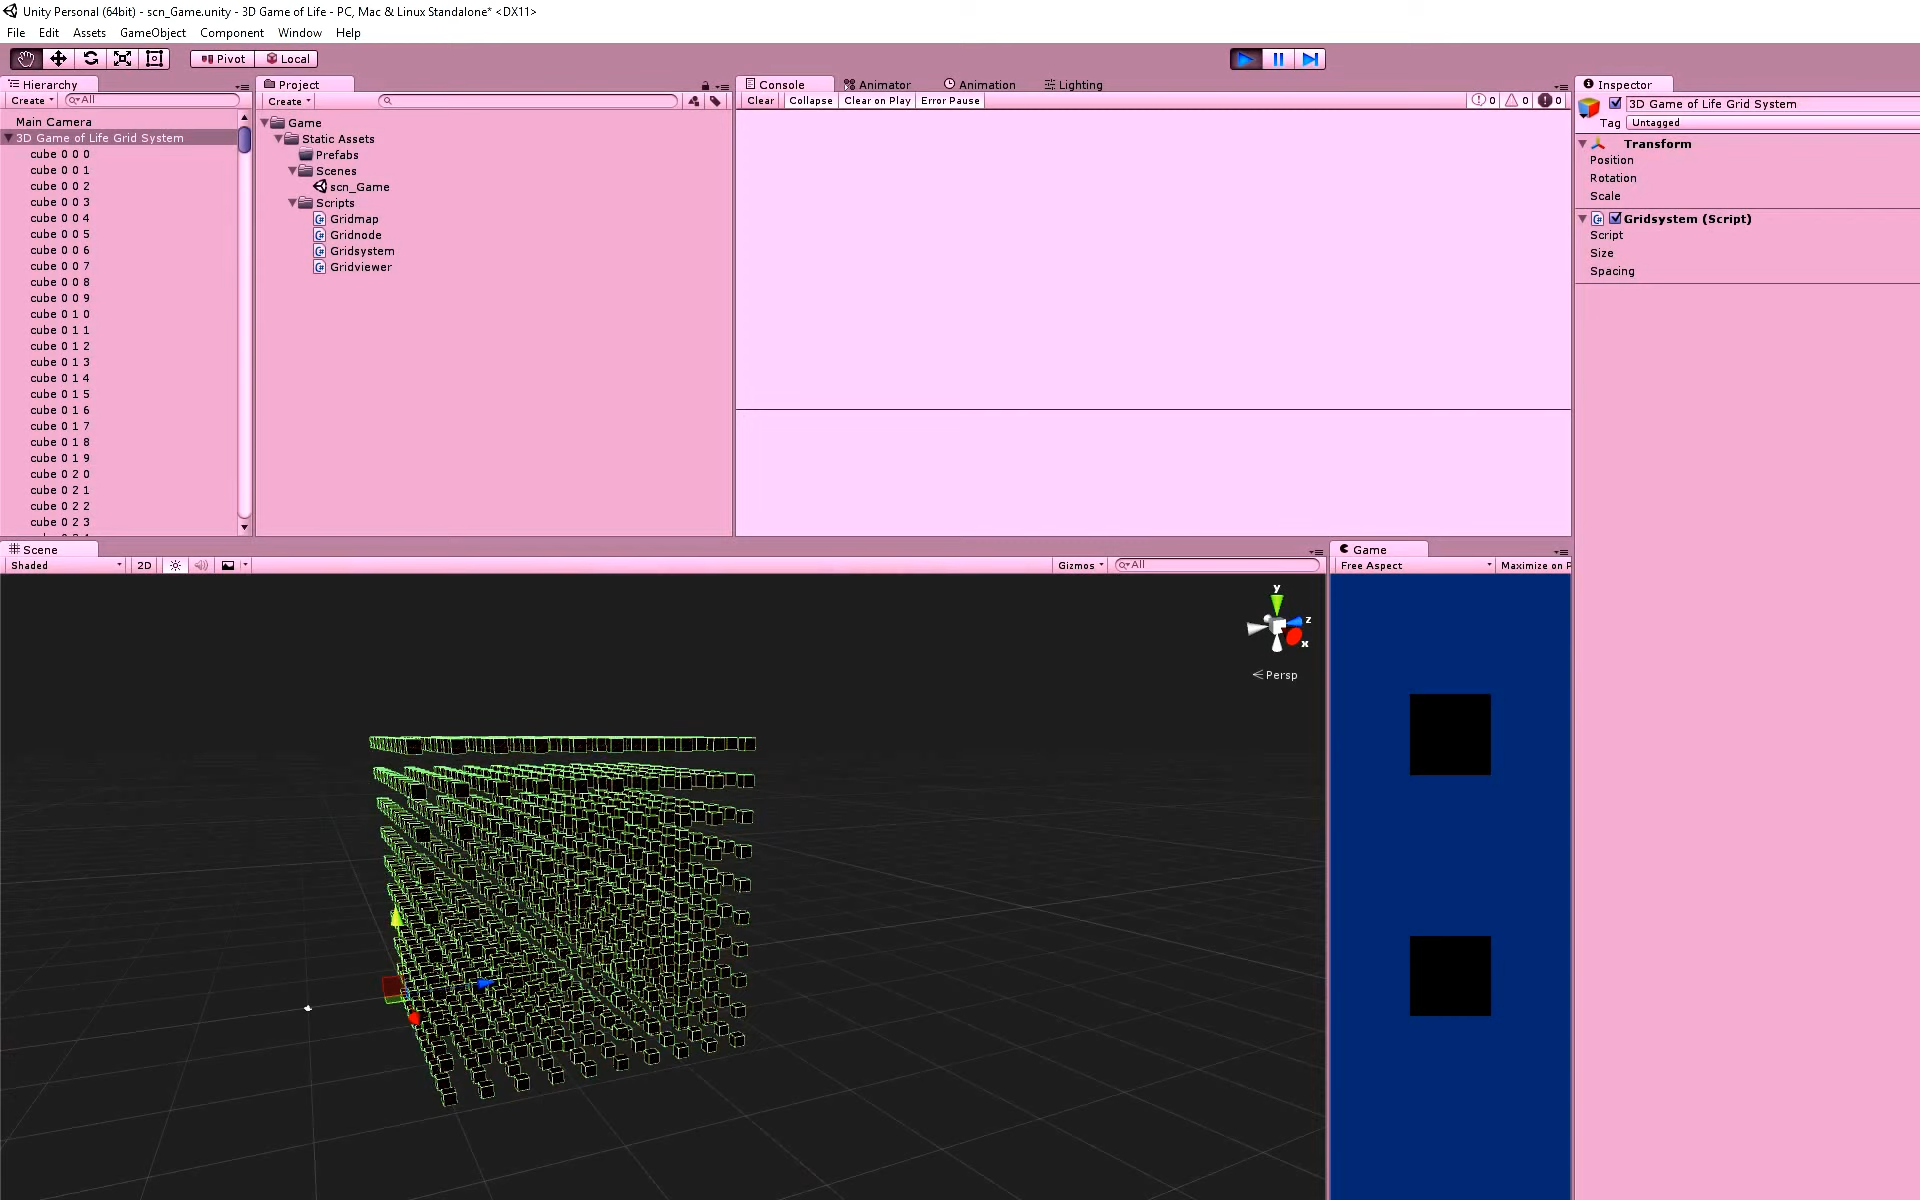 Unity Personal (64bit) - scn_Game.unity - 3D Game of Life - PC, Mac & Linux Standalone* <DX11>
File Edit Assets GameObject Component Window Help
Pivot Local
Hierarchy
Create All
Main Camera
3D Game of Life Grid System
cube 0 0 0
cube 0 0 1
cube 0 0 2
cube 0 0 3
cube 0 0 4
cube 0 0 5
cube 0 0 6
cube 0 0 7
cube 0 0 8
cube 0 0 9
cube 0 1 0
cube 0 1 1
cube 0 1 2
cube 0 1 3
cube 0 1 4
cube 0 1 5
cube 0 1 6
cube 0 1 7
cube 0 1 8
cube 0 1 9
cube 0 2 0
cube 0 2 1
cube 0 2 2
cube 0 2 3
Project
Create
Game
Static Assets
Prefabs
Scenes
scn_Game
Scripts
Gridmap
Gridnode
Gridsystem
Gridviewer
Console Animator Animation Lighting
Clear Collapse Clear on Play Error Pause 0 0 0
Inspector
3D Game of Life Grid System
Tag Untagged
Transform
Position
Rotation
Scale
Gridsystem (Script)
Script
Size
Spacing
Scene
Shaded 2D Gizmos All
y
z
x
Persp
Game
Free Aspect Maximize on P